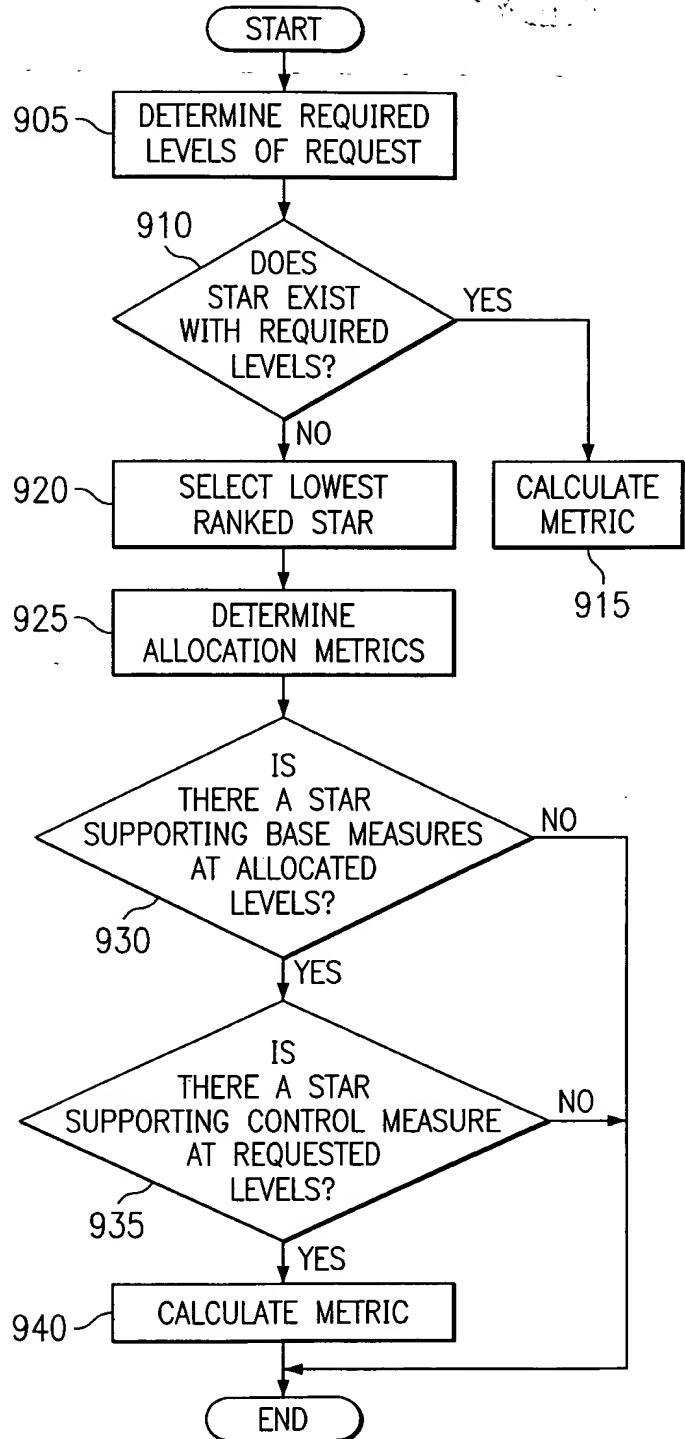 START
905
DETERMINE REQUIRED
LEVELS OF REQUEST
910
DOES
STAR EXIST
WITH REQUIRED
LEVELS?
YES
NO
920
SELECT LOWEST
RANKED STAR
CALCULATE
METRIC
915
925
DETERMINE
ALLOCATION METRICS
IS
THERE A STAR
SUPPORTING BASE MEASURES
AT ALLOCATED
LEVELS?
NO
930
YES
IS
THERE A STAR
SUPPORTING CONTROL MEASURE
AT REQUESTED
LEVELS?
NO
935
YES
940
CALCULATE METRIC
END